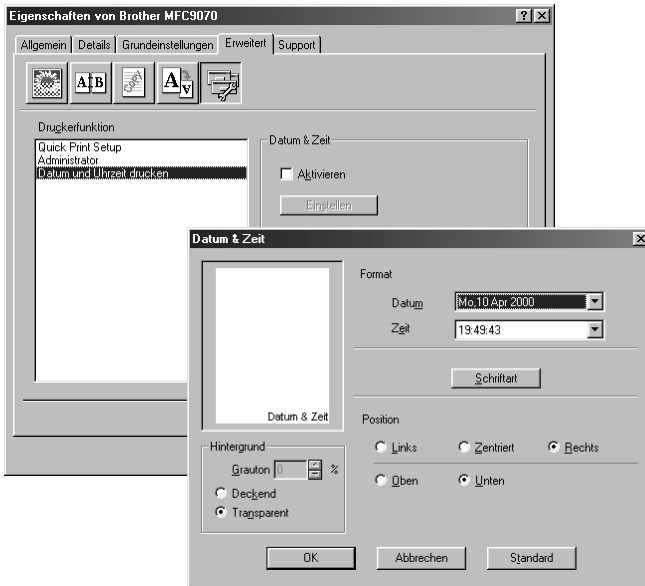 Eigenschaften von Brother MFC9070
Allgemein Details Grundeinstellungen Erweitert Support
Druckerfunktion
Quick Print Setup
Administrator
Datum und Uhrzeit drucken
Datum & Zeit
Aktivieren
Einstellen
Datum & Zeit
Datum & Zeit
Format
Datum Mo,10 Apr 2000
Zeit 19:49:43
Schriftart
Position
Links Zentriert Rechts
Oben Unten
Hintergrund
Grauton 0 %
Deckend
Transparent
OK Abbrechen Standard